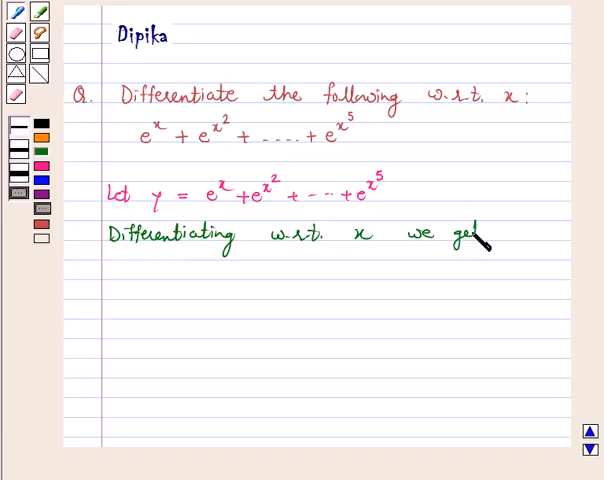 Dipika
Q. Differentiate the following w.r.t. x:
e^x + e^{x^2} + ..... + e^{x^5}
Let y = e^x + e^{x^2} + ---- + e^{x^5}
Differentiating w.r.t. x we get